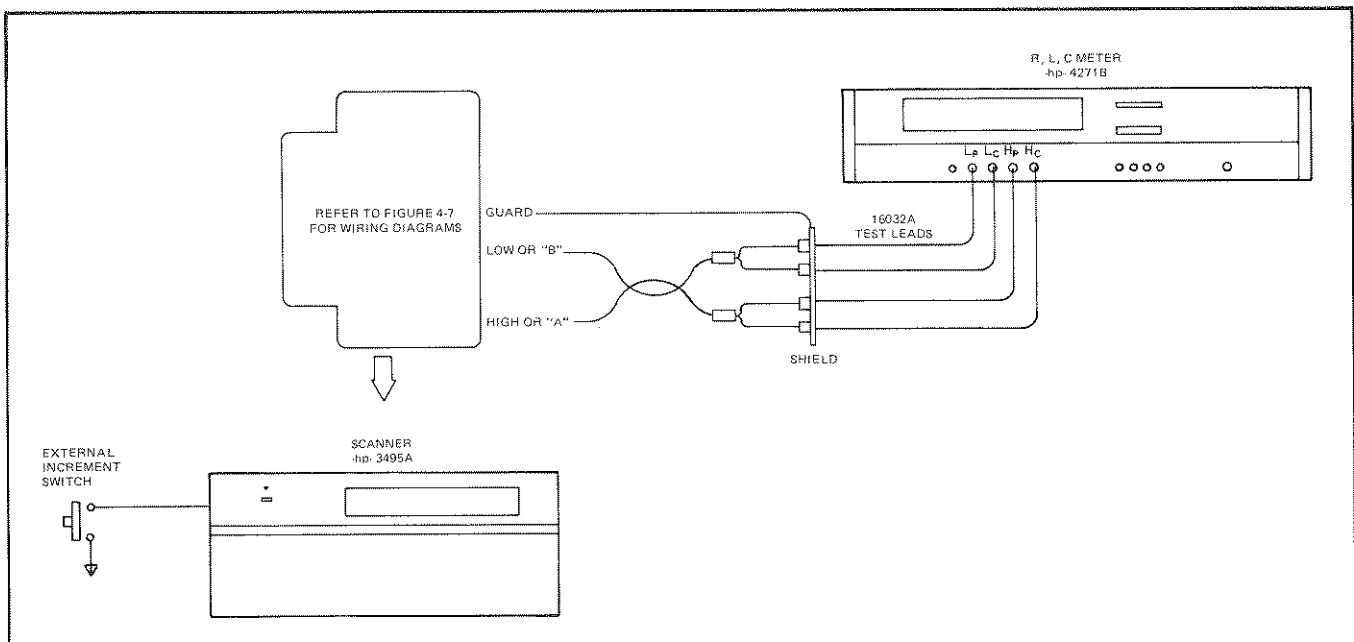 R, L, C METER
-hp- 4271B
LP LC HP HC
REFER TO FIGURE 4-7
FOR WIRING DIAGRAMS
GUARD
LOW OR "B"
HIGH OR "A"
16032A
TEST LEADS
SHIELD
EXTERNAL
INCREMENT
SWITCH
SCANNER
-hp- 3495A